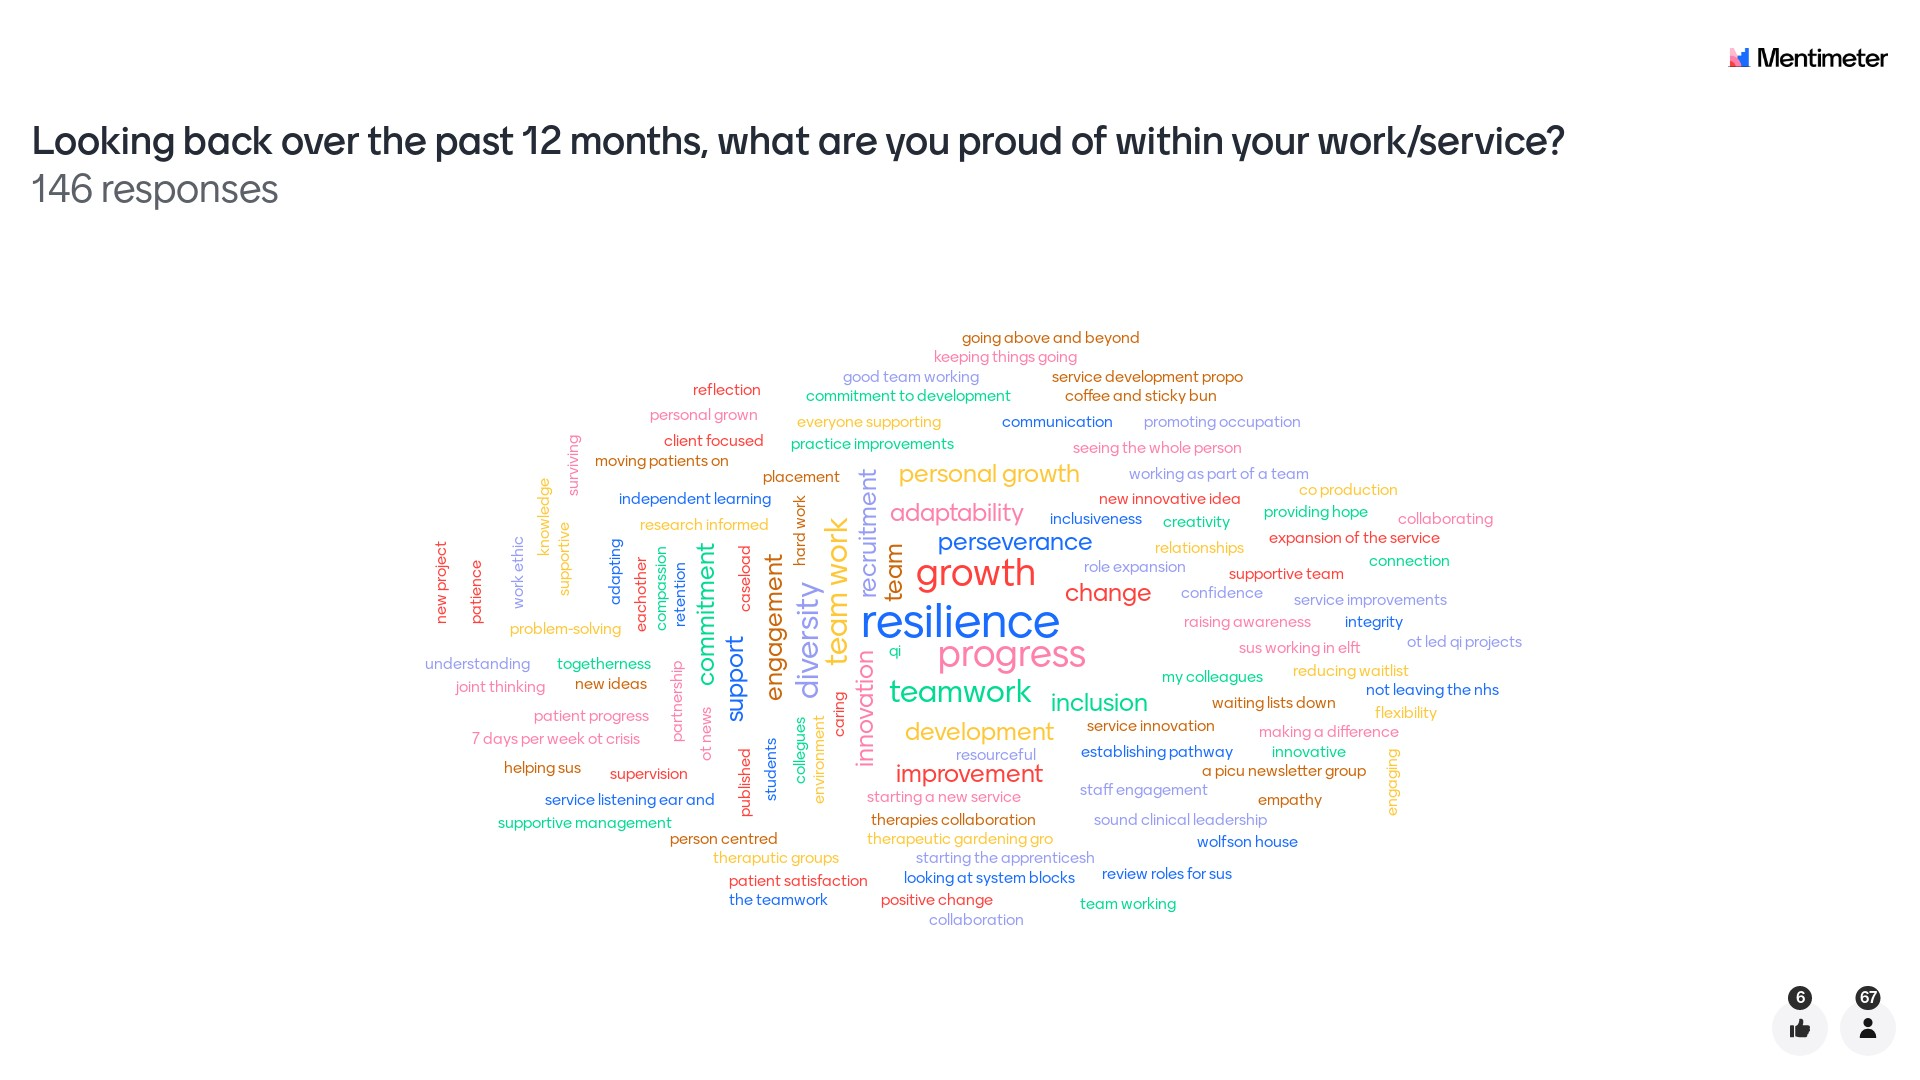 Mentimeter
Looking back over the past 12 months, what are you proud of within your work/service?
146 responses
going above and beyond
keeping things going
good team working
service development propo
reflection
commitment to development
coffee and sticky bun
personal grown
everyone supporting
communication
promoting occupation
client focused
practice improvements
seeing the whole person
surviving
moving patients on
placement
recruitment
personal growth
working as part of a team
knowledge
independent learning
hard work
adaptability
new innovative idea
co production
research informed
inclusiveness
creativity
providing hope
collaborating
supportive
team work
perseverance
relationships
expansion of the service
new project
patience
work ethic
adapting
eachother
compassion
retention
commitment
caseload
engagement
diversity
team
growth
role expansion
supportive team
connection
change
confidence
service improvements
problem-solving
resilience
raising awareness
integrity
support
qi
progress
sus working in elft
ot led qi projects
understanding
togetherness
joint thinking
new ideas
partnership
innovation
teamwork
my colleagues
reducing waitlist
not leaving the nhs
inclusion
waiting lists down
flexibility
patient progress
ot news
caring
7 days per week ot crisis
collegues
environment
development
service innovation
making a difference
resourceful
establishing pathway
innovative
helping sus
supervision
published
students
improvement
a picu newsletter group
engaging
service listening ear and
starting a new service
staff engagement
empathy
supportive management
therapies collaboration
sound clinical leadership
person centred
therapeutic gardening gro
wolfson house
theraputic groups
starting the apprenticesh
patient satisfaction
looking at system blocks
review roles for sus
the teamwork
positive change
team working
collaboration
6
67